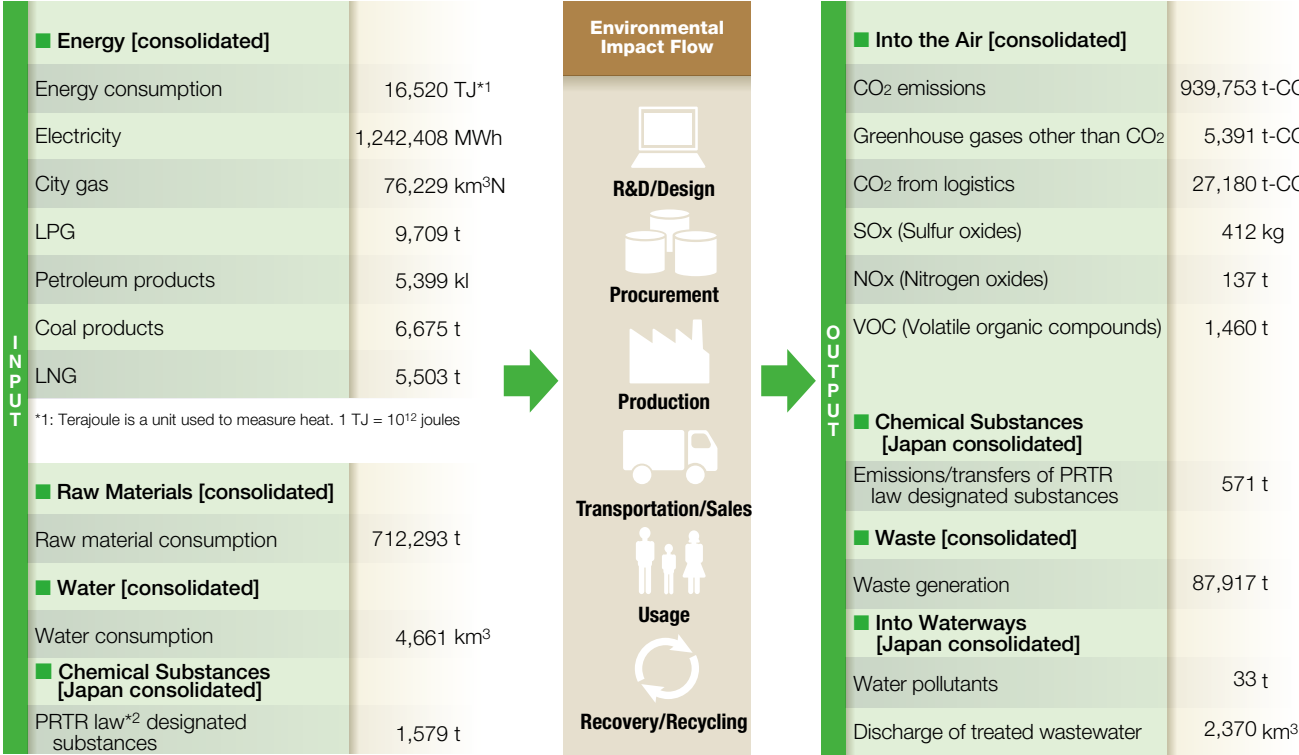 INPUT
■ Energy [consolidated]
Energy consumption 16,520 TJ*1
Electricity 1,242,408 MWh
City gas 76,229 km³N
LPG 9,709 t
Petroleum products 5,399 kl
Coal products 6,675 t
LNG 5,503 t
*1: Terajoule is a unit used to measure heat. 1 TJ = 10¹² joules
■ Raw Materials [consolidated]
Raw material consumption 712,293 t
■ Water [consolidated]
Water consumption 4,661 km³
■ Chemical Substances
[Japan consolidated]
PRTR law*2 designated
substances 1,579 t
Environmental
Impact Flow
R&D/Design
Procurement
Production
Transportation/Sales
Usage
Recovery/Recycling
OUTPUT
■ Into the Air [consolidated]
CO2 emissions 939,753 t-CO
Greenhouse gases other than CO2 5,391 t-CO
CO2 from logistics 27,180 t-CO
SOx (Sulfur oxides) 412 kg
NOx (Nitrogen oxides) 137 t
VOC (Volatile organic compounds) 1,460 t
■ Chemical Substances
[Japan consolidated]
Emissions/transfers of PRTR
law designated substances 571 t
■ Waste [consolidated]
Waste generation 87,917 t
■ Into Waterways
[Japan consolidated]
Water pollutants 33 t
Discharge of treated wastewater 2,370 km³